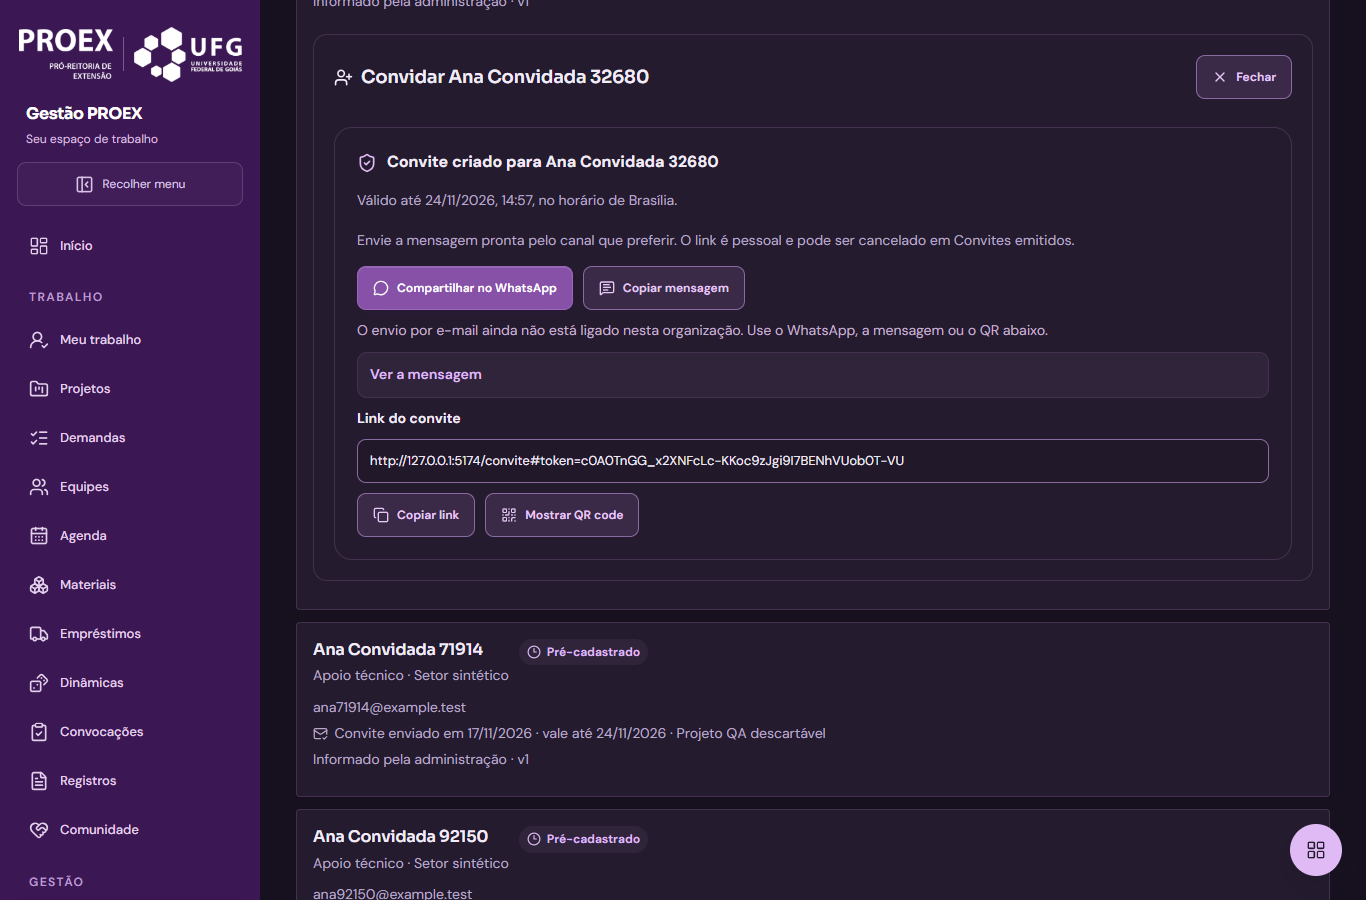 PROEX
PRÓ-REITORIA DE
EXTENSÃO
UFG
UNIVERSIDADE
FEDERAL DE GOIÁS
Gestão PROEX
Seu espaço de trabalho
Recolher menu
Início
TRABALHO
Meu trabalho
Projetos
Demandas
Equipes
Agenda
Materiais
Empréstimos
Dinâmicas
Convocações
Registros
Comunidade
GESTÃO
Informado pela administração · v1
Convidar Ana Convidada 32680
Fechar
Convite criado para Ana Convidada 32680
Válido até 24/11/2026, 14:57, no horário de Brasília.
Envie a mensagem pronta pelo canal que preferir. O link é pessoal e pode ser cancelado em Convites emitidos.
Compartilhar no WhatsApp
Copiar mensagem
O envio por e-mail ainda não está ligado nesta organização. Use o WhatsApp, a mensagem ou o QR abaixo.
Ver a mensagem
Link do convite
http://127.0.0.1:5174/convite#token=c0A0TnGG_x2XNFcLc-KKoc9zJgi9I7BENhVUob0T-VU
Copiar link
Mostrar QR code
Ana Convidada 71914
Pré-cadastrado
Apoio técnico · Setor sintético
ana71914@example.test
Convite enviado em 17/11/2026 · vale até 24/11/2026 · Projeto QA descartável
Informado pela administração · v1
Ana Convidada 92150
Pré-cadastrado
Apoio técnico · Setor sintético
ana92150@example.test